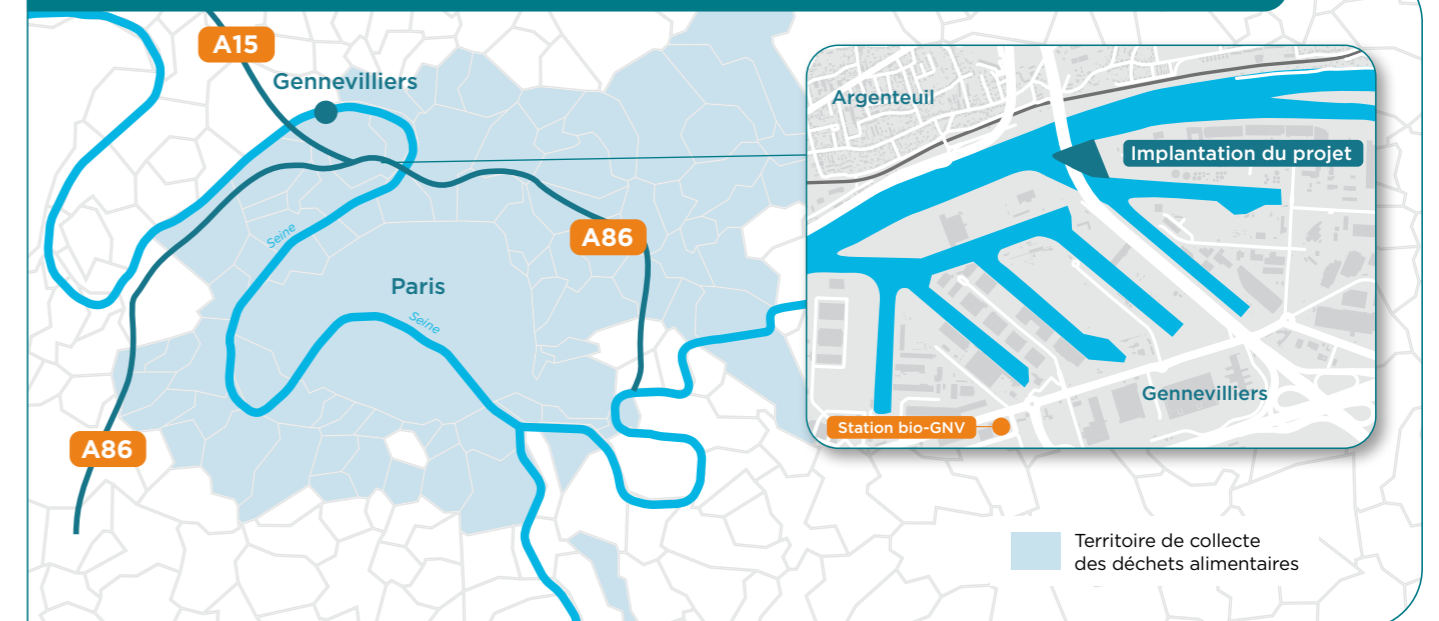 A15
Gennevilliers
Argenteuil
Implantation du projet
Seine
A86
Paris
Seine
Gennevilliers
Station bio-GNV
A86
Territoire de collecte
des déchets alimentaires